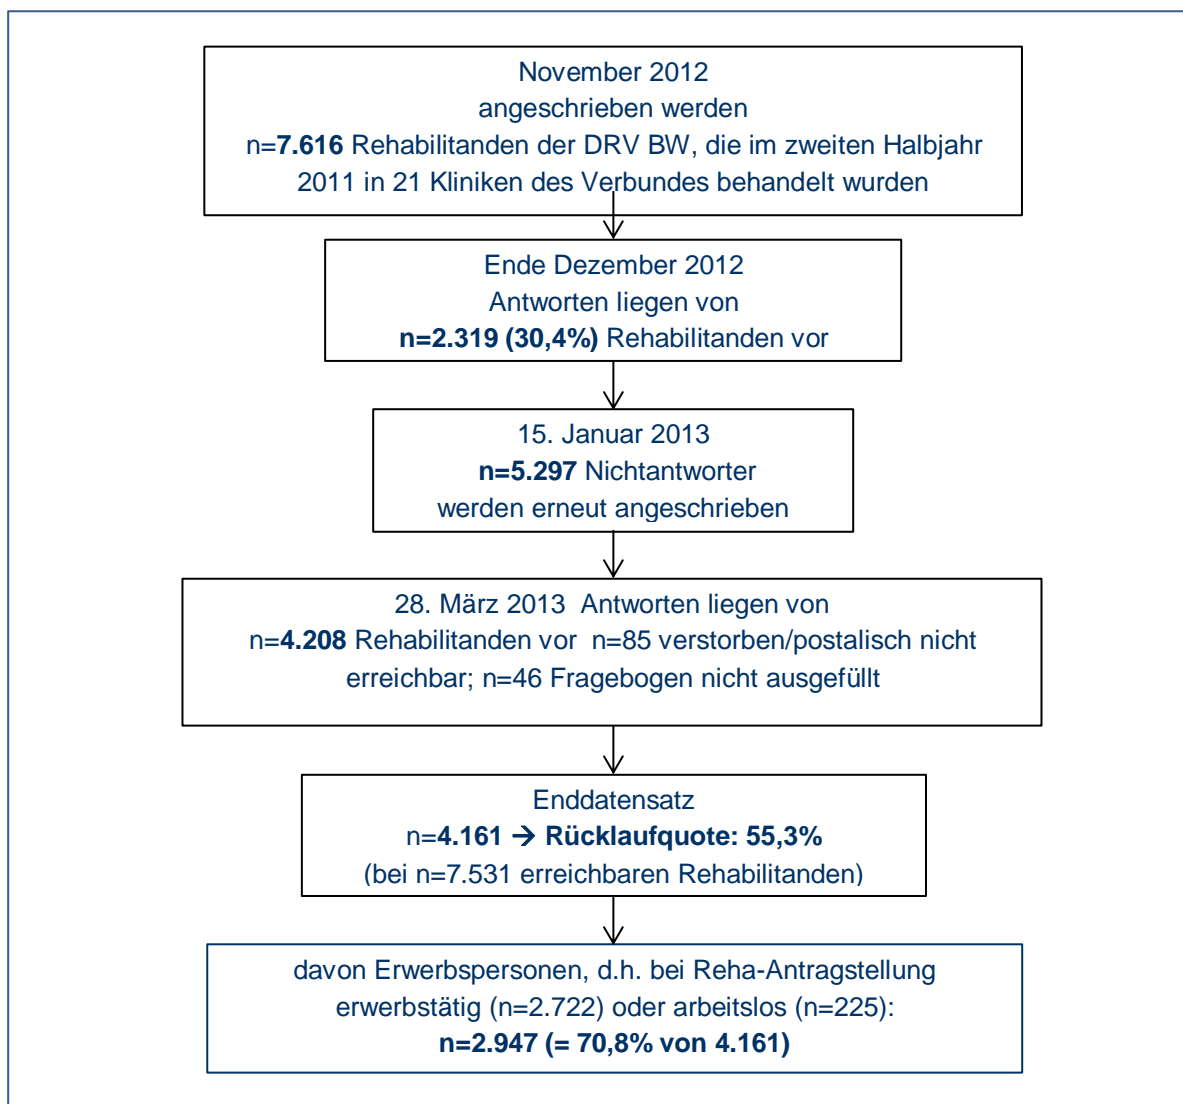 November 2012
angeschrieben werden
n=7.616 Rehabilitanden der DRV BW, die im zweiten Halbjahr
2011 in 21 Kliniken des Verbundes behandelt wurden
Ende Dezember 2012
Antworten liegen von
n=2.319 (30,4%) Rehabilitanden vor
15. Januar 2013
n=5.297 Nichtantworter
werden erneut angeschrieben
28. März 2013  Antworten liegen von
n=4.208 Rehabilitanden vor  n=85 verstorben/postalisch nicht
erreichbar; n=46 Fragebogen nicht ausgefüllt
Enddatensatz
n=4.161 → Rücklaufquote: 55,3%
(bei n=7.531 erreichbaren Rehabilitanden)
davon Erwerbspersonen, d.h. bei Reha-Antragstellung
erwerbstätig (n=2.722) oder arbeitslos (n=225):
n=2.947 (= 70,8% von 4.161)